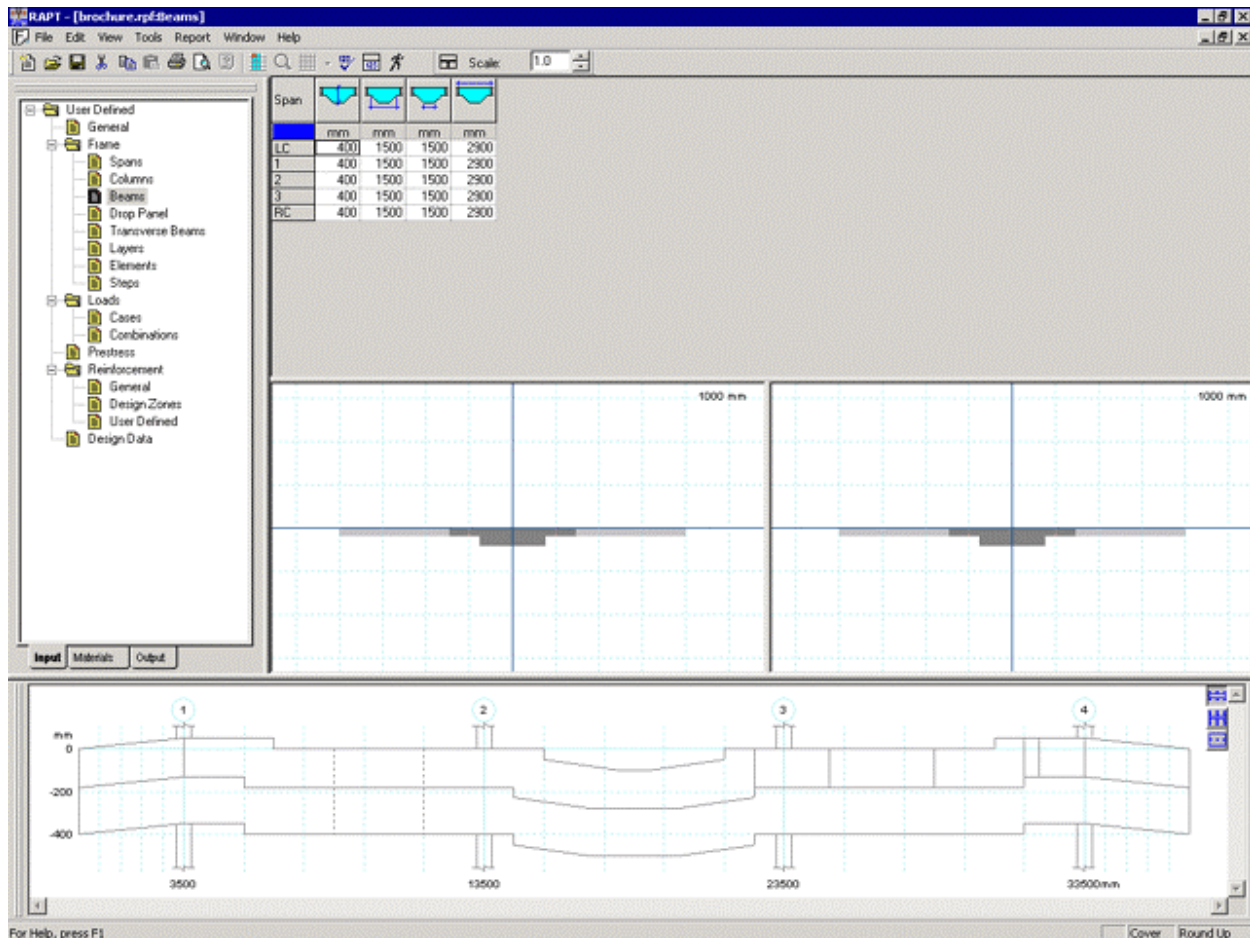 RAPT - [brochure.rpf:Beams]
File Edit View Tools Report Window Help
Scale: 1.0
User Defined
General
Frame
Spans
Columns
Beams
Drop Panel
Transverse Beams
Layers
Elements
Steps
Loads
Cases
Combinations
Prestress
Reinforcement
General
Design Zones
User Defined
Design Data
Input Materials Output
Span
mm mm mm mm
LC 400 1500 1500 2900
1 400 1500 1500 2900
2 400 1500 1500 2900
3 400 1500 1500 2900
RC 400 1500 1500 2900
1000 mm 1000 mm
1 2 3 4
mm
0
-200
-400
3500 13500 23500 33500mm
For Help, press F1 Cover Round Up